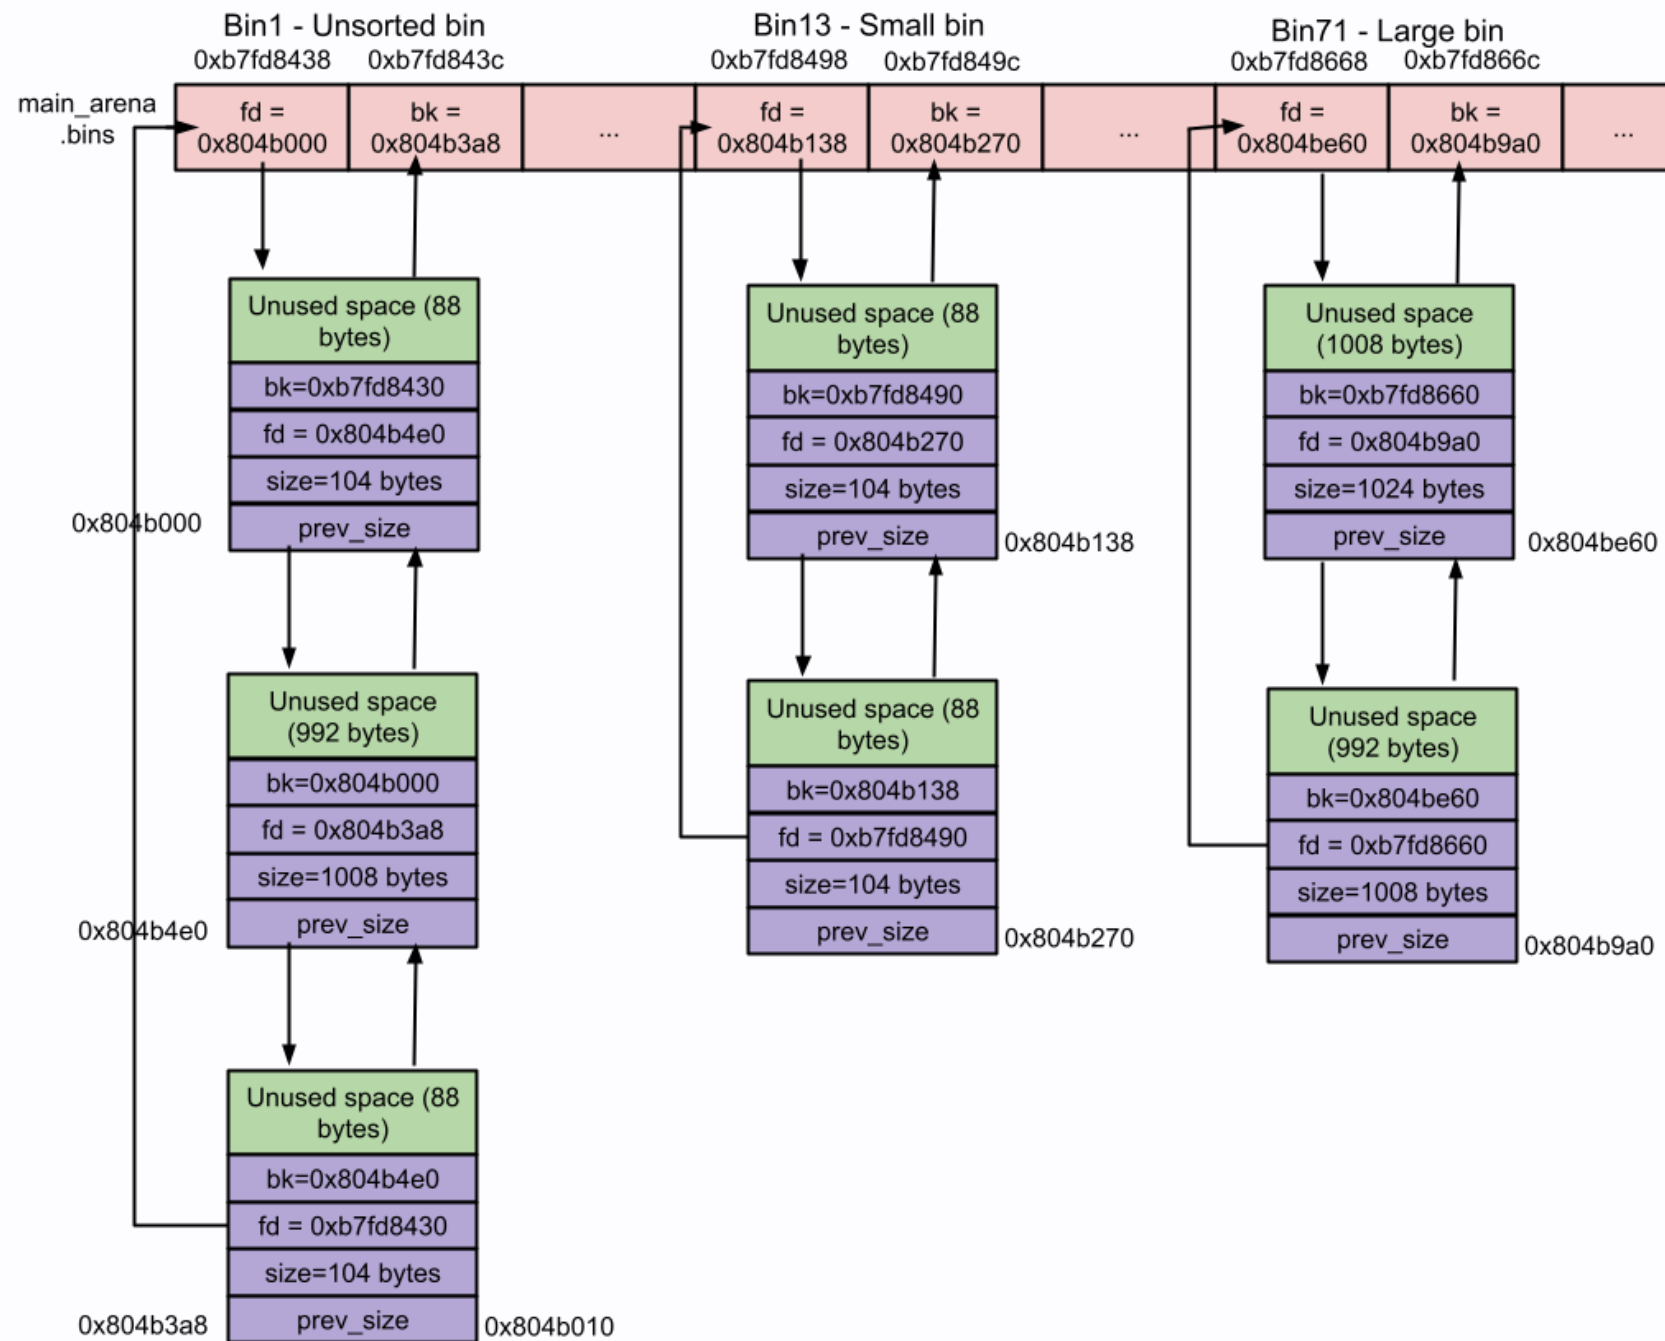 Bin1 - Unsorted bin
0xb7fd8438
0xb7fd843c
Bin13 - Small bin
0xb7fd8498
0xb7fd849c
Bin71 - Large bin
0xb7fd8668
0xb7fd866c
main_arena
.bins
fd =
0x804b000
bk =
0x804b3a8
...
fd =
0x804b138
bk =
0x804b270
...
fd =
0x804be60
bk =
0x804b9a0
...
Unused space (88
bytes)
bk=0xb7fd8430
fd = 0x804b4e0
size=104 bytes
prev_size
0x804b000
Unused space
(992 bytes)
bk=0x804b000
fd = 0x804b3a8
size=1008 bytes
prev_size
0x804b4e0
Unused space (88
bytes)
bk=0x804b4e0
fd = 0xb7fd8430
size=104 bytes
prev_size
0x804b3a8
0x804b010
Unused space (88
bytes)
bk=0xb7fd8490
fd = 0x804b270
size=104 bytes
prev_size
0x804b138
Unused space (88
bytes)
bk=0x804b138
fd = 0xb7fd8490
size=104 bytes
prev_size
0x804b270
Unused space
(1008 bytes)
bk=0xb7fd8660
fd = 0x804b9a0
size=1024 bytes
prev_size
0x804be60
Unused space
(992 bytes)
bk=0x804be60
fd = 0xb7fd8660
size=1008 bytes
prev_size
0x804b9a0